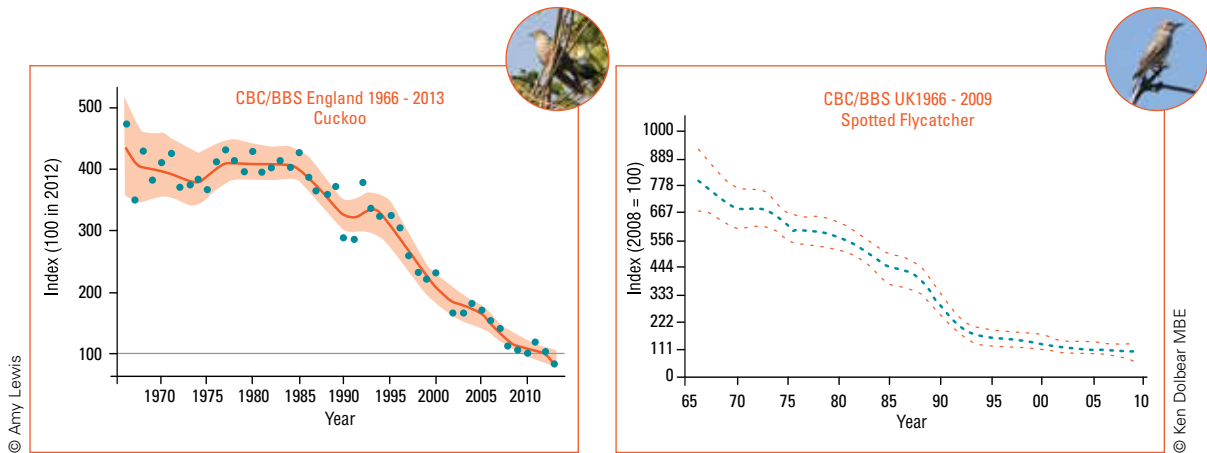 CBC/BBS England 1966 - 2013
Cuckoo
Index (100 in 2012)
500
400
300
200
100
1970 1975 1980 1985 1990 1995 2000 2005 2010
Year
© Amy Lewis
CBC/BBS UK1966 - 2009
Spotted Flycatcher
Index (2008 = 100)
1000
889
778
667
556
444
333
222
111
0
65 70 75 80 85 90 95 00 05 10
Year
© Ken Dolbear MBE